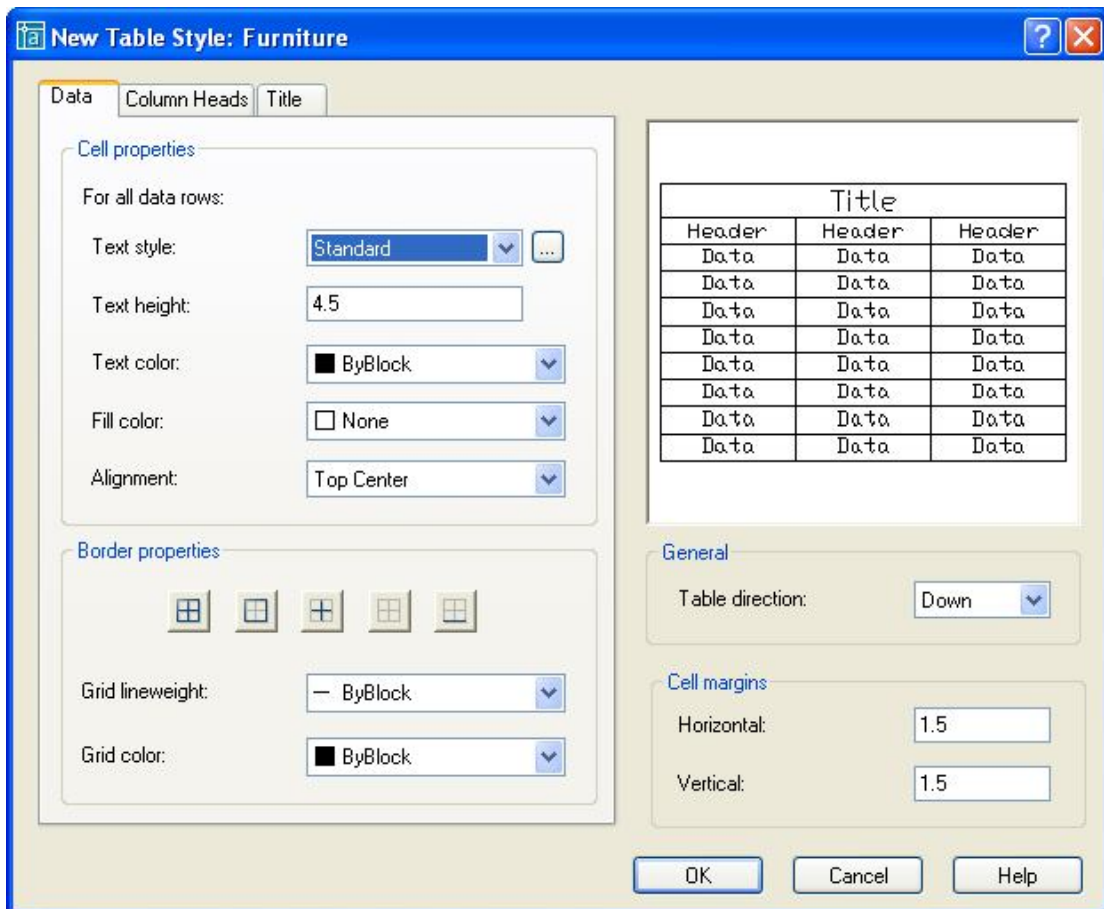 New Table Style: Furniture
Data Column Heads Title
Cell properties
For all data rows:
Text style: Standard ...
Text height: 4.5
Text color: ByBlock
Fill color: None
Alignment: Top Center
Border properties
Grid lineweight: ByBlock
Grid color: ByBlock
Title
Header Header Header
Data Data Data
Data Data Data
Data Data Data
Data Data Data
Data Data Data
Data Data Data
Data Data Data
Data Data Data
General
Table direction: Down
Cell margins
Horizontal: 1.5
Vertical: 1.5
OK Cancel Help